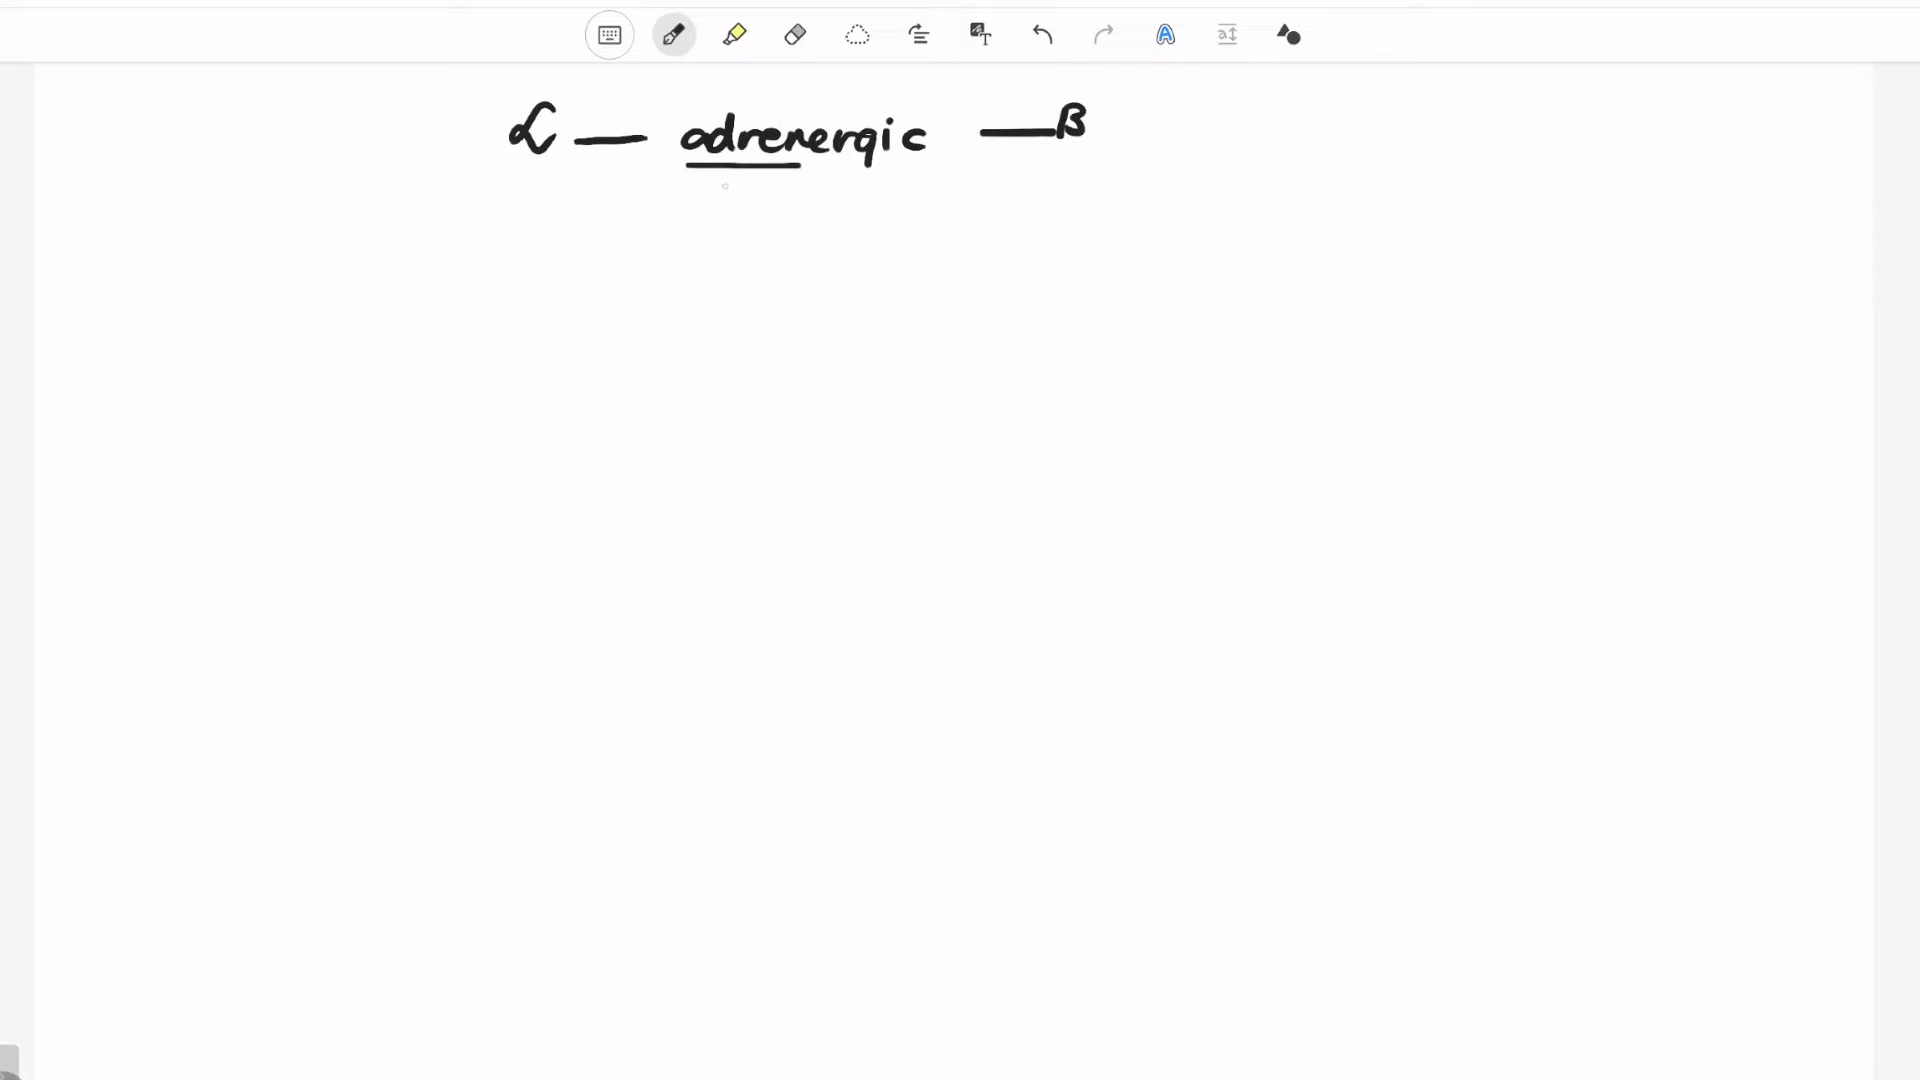 α — adrenergic — β